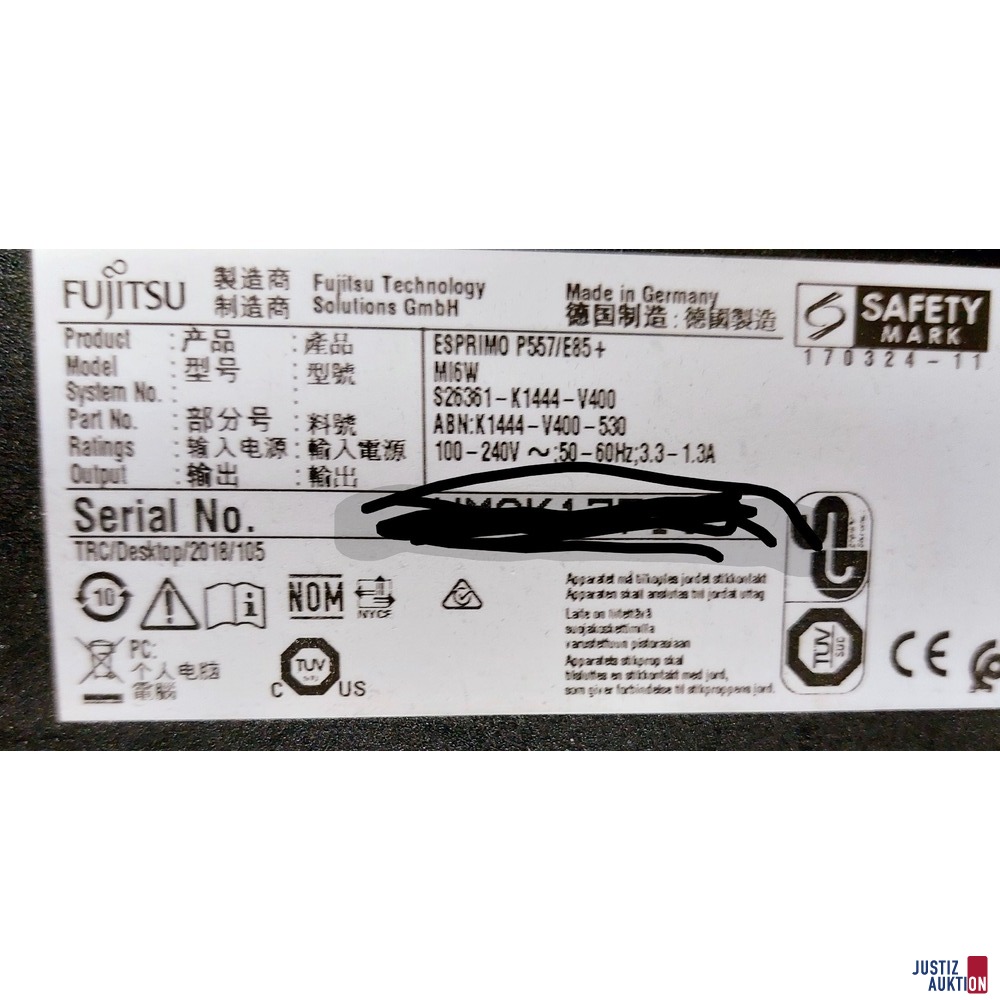 FUJITSU
製造商 Fujitsu Technology
制造商 Solutions GmbH
Made in Germany
德国制造: 德國製造
SAFETY
MARK
170324-11
Product : 产品 : 產品 ESPRIMO P557/E85+
Model : 型号 : 型號 MI6W
System No. : : S26361-K1444-V400
Part No. : 部分号 : 料號 ABN:K1444-V400-530
Ratings : 输入电源 : 輸入電源 100-240V ~:50-60Hz;3.3-1.3A
Output : 输出 : 輸出
Serial No.
TRC/Desktop/2018/105
10
i
NOM
NYCE
Apparatet må tilkoples jordet stikkontakt
Apparaten skall anslutas till jordat uttag
Laite on liitettävä
suojakoskettimilla
varustettuun pistorasiaan
Apparatets stikprop skal
tilsluttes en stikkontakt med jord,
som giver forbindelse til stikproppens jord.
PC:
个人电脑
電腦
TUV
C US
TUV
SUD
CE
JUSTIZ
AUKTION